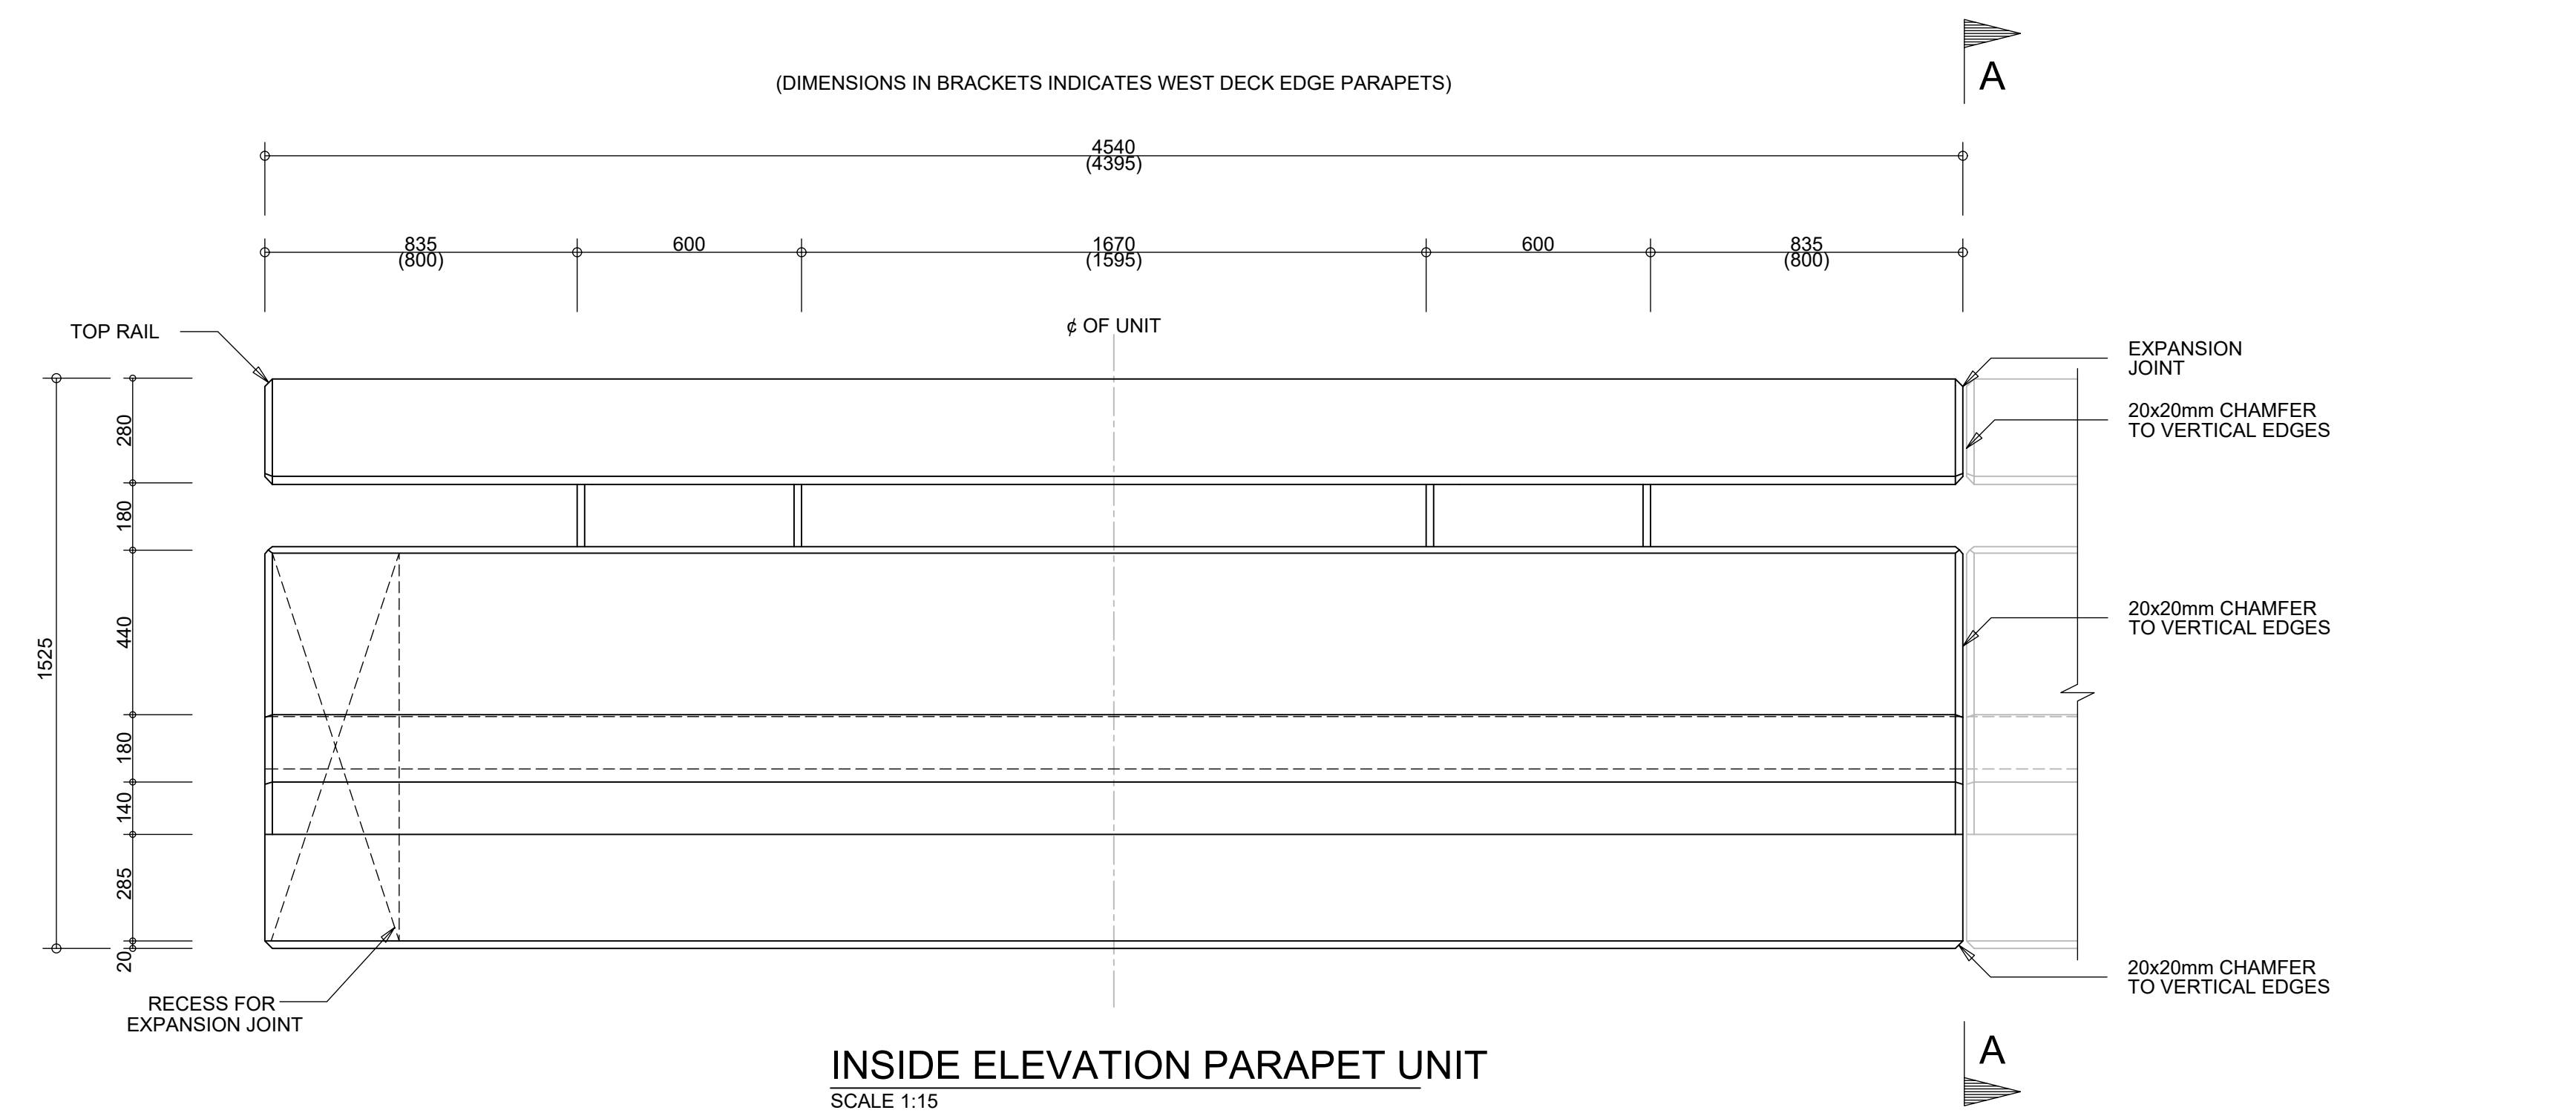 A
(DIMENSIONS IN BRACKETS INDICATES WEST DECK EDGE PARAPETS)
4540
(4395)
835
(800)
600
1670
(1595)
600
835
(800)
TOP RAIL
¢ OF UNIT
EXPANSION
JOINT
20x20mm CHAMFER
TO VERTICAL EDGES
280
180
440
1525
180
140
285
20
20x20mm CHAMFER
TO VERTICAL EDGES
20x20mm CHAMFER
TO VERTICAL EDGES
RECESS FOR
EXPANSION JOINT
A
INSIDE ELEVATION PARAPET UNIT
SCALE 1:15